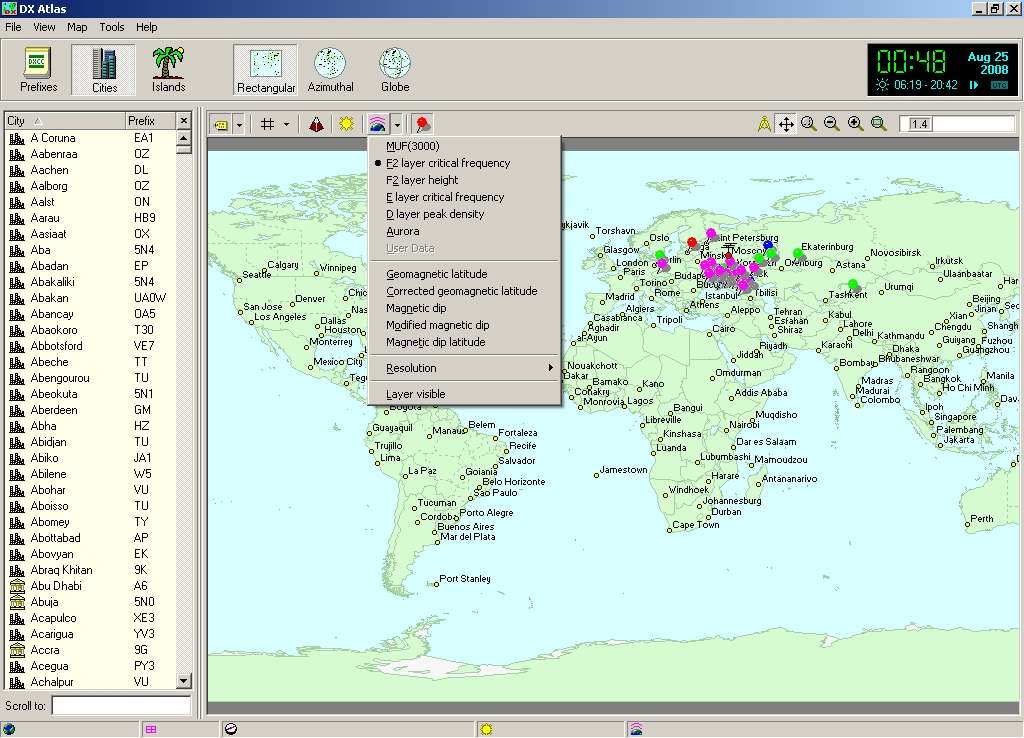 DX Atlas
File View Map Tools Help
DXCC
Prefixes Cities Islands Rectangular Azimuthal Globe
00:48 Aug 25 2008
06:19 - 20:42 UTC
City Prefix
1.4
A Coruna EA1
Aabenraa OZ
Aachen DL
Aalborg OZ
Aalst ON
Aarau HB9
Aasiaat OX
Aba 5N4
Abadan EP
Abakaliki 5N4
Abakan UA0W
Abancay OA5
Abaokoro T30
Abbotsford VE7
Abeche TT
Abengourou TU
Abeokuta 5N1
Aberdeen GM
Abha HZ
Abidjan TU
Abiko JA1
Abilene W5
Abohar VU
Aboisso TU
Abomey TY
Abottabad AP
Abovyan EK
Abraq Khitan 9K
Abu Dhabi A6
Abuja 5N0
Acapulco XE3
Acarigua YV3
Accra 9G
Acegua PY3
Achalpur VU
Scroll to:
MUF(3000)
F2 layer critical frequency
F2 layer height
E layer critical frequency
D layer peak density
Aurora
User Data
Geomagnetic latitude
Corrected geomagnetic latitude
Magnetic dip
Modified magnetic dip
Magnetic dip latitude
Resolution
Layer visible
Calgary
Seattle
Winnipeg
San Jose
Denver
Los Angeles
Dallas
Houston
Monterrey
Mexico City
Bogota
Guayaquil
Manaus
Belem
Fortaleza
Trujillo
Recife
Lima
Salvador
La Paz
Goiania
Belo Horizonte
Sao Paulo
Tucuman
Porto Alegre
Cordoba
Buenos Aires
Mar del Plata
Port Stanley
Torshavn
Oslo
Glasgow
London
Paris
Torino
Rome
Madrid
Algiers
Athens
Istanbul
Casablanca
Tripoli
Aghadir
al-Ayun
Cairo
Aleppo
Tbilisi
Minsk
Moscow
Ekaterinburg
Orenburg
Astana
Novosibirsk
Irkutsk
Ulaanbaatar
Tashkent
Urumqi
Tehran
Esfahan
Shiraz
Kabul
Lahore
Delhi
Kathmandu
Dhaka
Bhubaneshwar
Karachi
Riyadh
Jiddah
Bombay
Omdurman
Nouakchott
Dakar
Bamako
Kano
Conakry
Monrovia
Lagos
Addis Ababa
Bangui
Muqdisho
Libreville
Nairobi
Kinshasa
Dar es Salaam
Luanda
Lubumbashi
Mamoudzou
Jamestown
Harare
Antananarivo
Windhoek
Johannesburg
Durban
Cape Town
Madras
Madurai
Colombo
Rangoon
Bangkok
Ho Chi Min
Manila
Ipoh
Singapore
Palembang
Jakarta
Perth
Beijing
Jinan
Xian
Chengdu
Guiyang
Fuzhou
Guangzhou